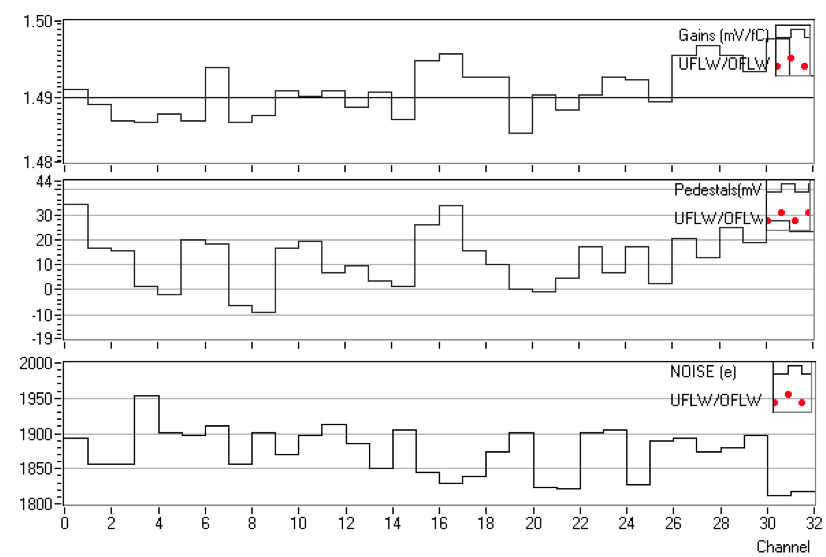 1.50
Gains (mV/fC)
UFLW/OFLW
1.49
1.48
44
Pedestals(mV
30
UFLW/OFLW
20
10
0
-10
-19
2000
NOISE (e)
1950
UFLW/OFLW
1900
1850
1800
0 2 4 6 8 10 12 14 16 18 20 22 24 26 28 30 32
Channel